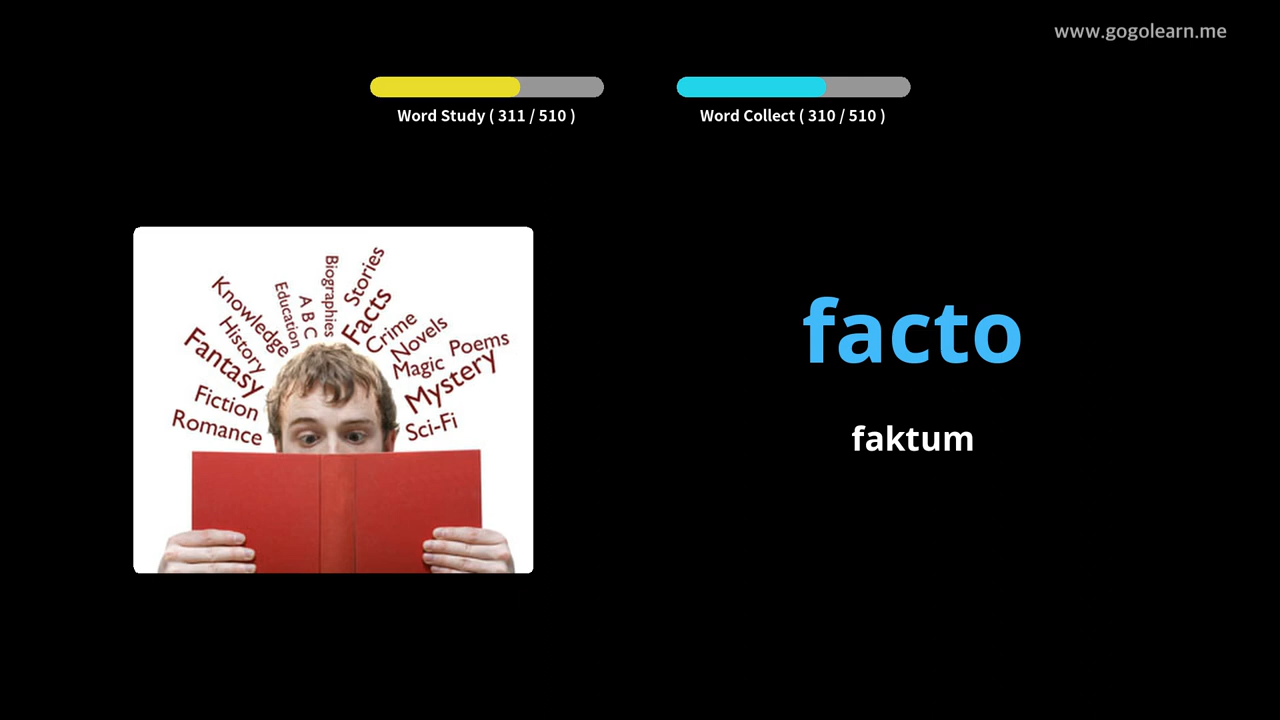 www.gogolearn.me
Word Study ( 311 / 510 )
Word Collect ( 310 / 510 )
Knowledge
History
Fantasy
Fiction
Romance
Education
A B C
Biographies
Stories
Facts
Crime
Novels
Magic
Poems
Mystery
Sci-Fi
facto
faktum